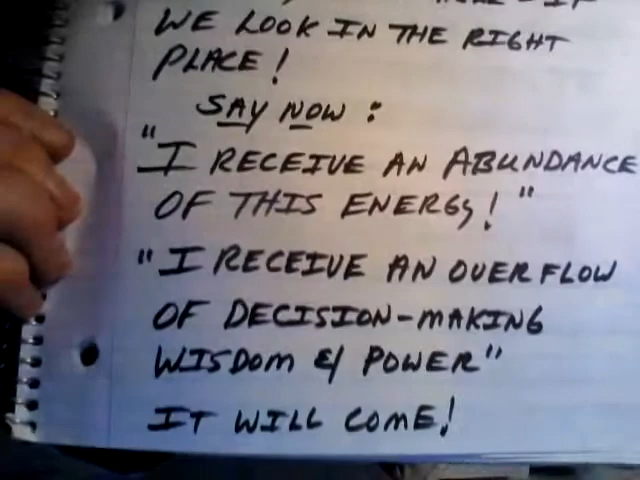 WE LOOK IN THE RIGHT
PLACE!
SAY NOW:
"I RECEIVE AN ABUNDANCE
OF THIS ENERGY!"
"I RECEIVE AN OVERFLOW
OF DECISION-MAKING
WISDOM & POWER"
IT WILL COME!